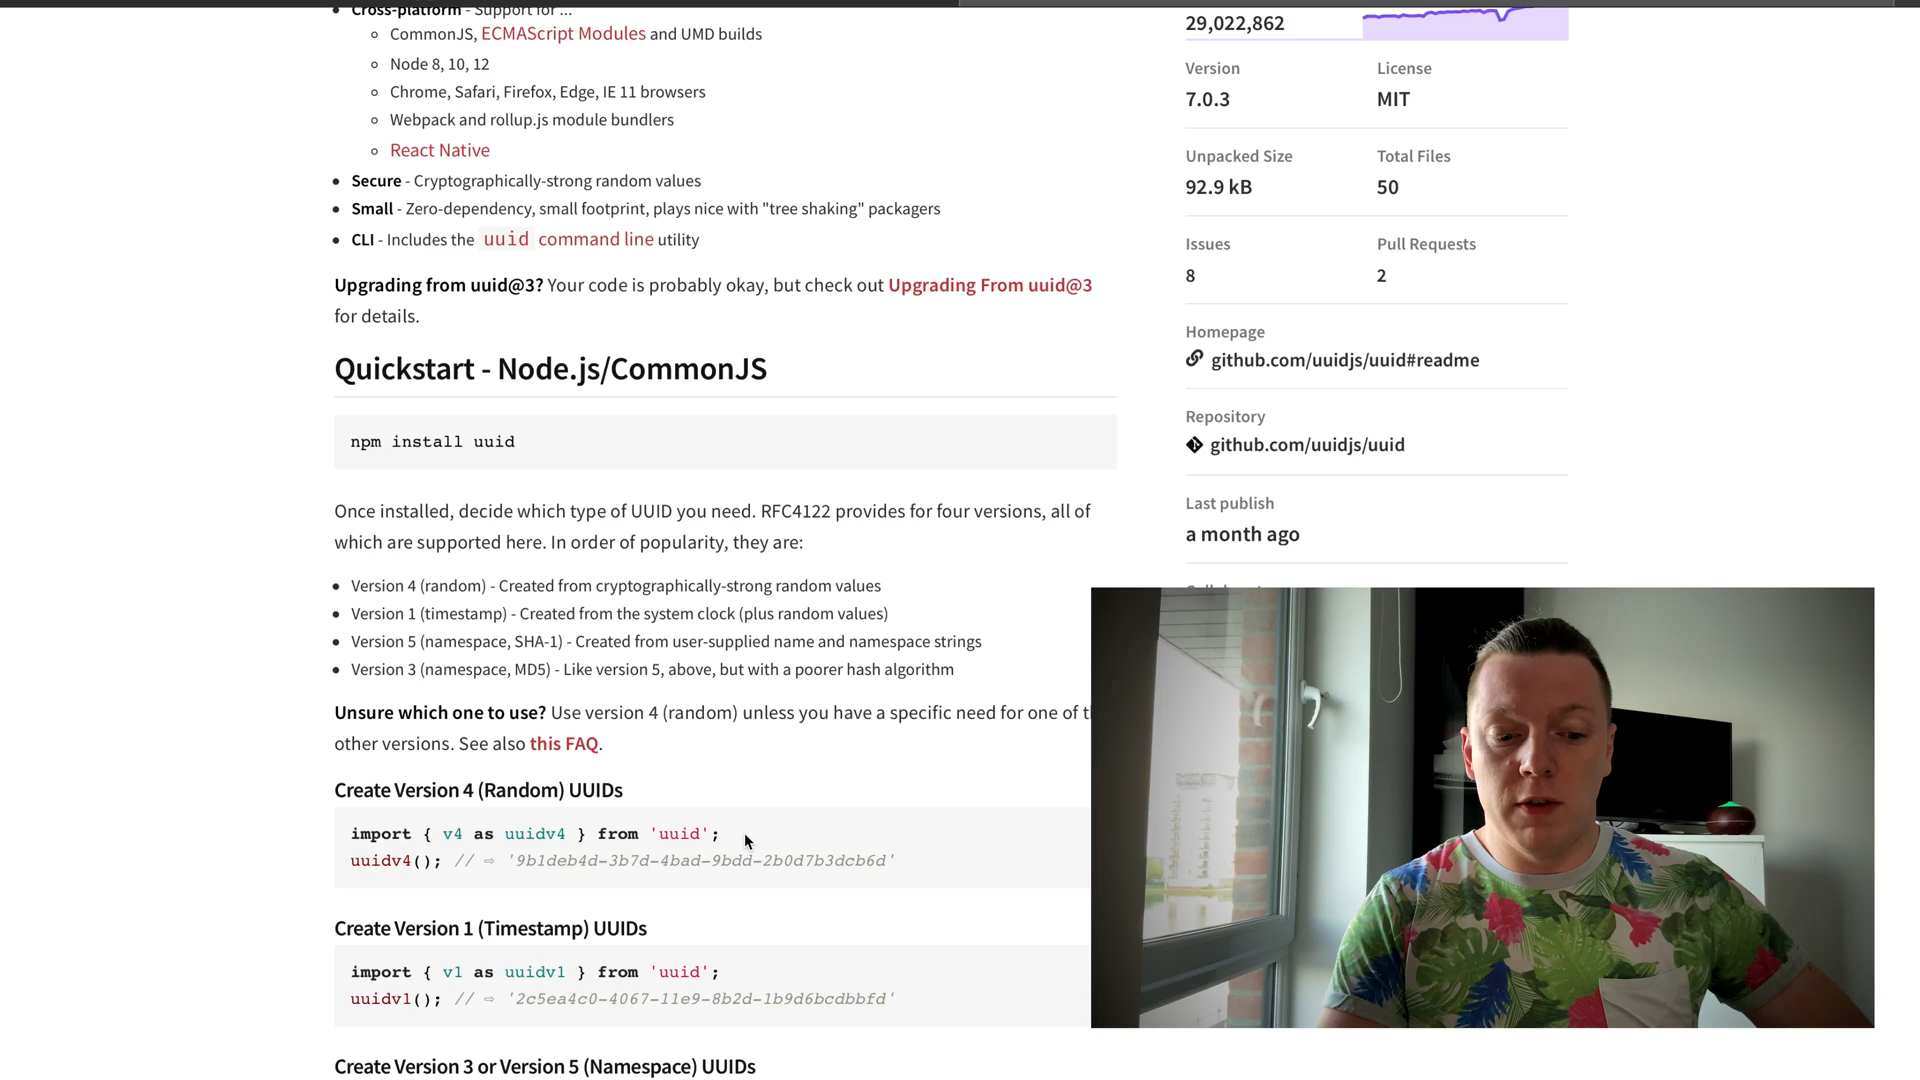 Cross-platform - Support for ...
CommonJS, ECMAScript Modules and UMD builds
Node 8, 10, 12
Chrome, Safari, Firefox, Edge, IE 11 browsers
Webpack and rollup.js module bundlers
React Native
Secure - Cryptographically-strong random values
Small - Zero-dependency, small footprint, plays nice with "tree shaking" packagers
CLI - Includes the uuid command line utility
Upgrading from uuid@3? Your code is probably okay, but check out Upgrading From uuid@3
for details.
Quickstart - Node.js/CommonJS
npm install uuid
Once installed, decide which type of UUID you need. RFC4122 provides for four versions, all of
which are supported here. In order of popularity, they are:
Version 4 (random) - Created from cryptographically-strong random values
Version 1 (timestamp) - Created from the system clock (plus random values)
Version 5 (namespace, SHA-1) - Created from user-supplied name and namespace strings
Version 3 (namespace, MD5) - Like version 5, above, but with a poorer hash algorithm
Unsure which one to use? Use version 4 (random) unless you have a specific need for one of
other versions. See also this FAQ.
Create Version 4 (Random) UUIDs
import { v4 as uuidv4 } from 'uuid';
uuidv4(); // ⇨ '9b1deb4d-3b7d-4bad-9bdd-2b0d7b3dcb6d'
Create Version 1 (Timestamp) UUIDs
import { v1 as uuidv1 } from 'uuid';
uuidv1(); // ⇨ '2c5ea4c0-4067-11e9-8b2d-1b9d6bcdbbfd'
Create Version 3 or Version 5 (Namespace) UUIDs
29,022,862
Version
License
7.0.3
MIT
Unpacked Size
Total Files
92.9 kB
50
Issues
Pull Requests
8
2
Homepage
github.com/uuidjs/uuid#readme
Repository
github.com/uuidjs/uuid
Last publish
a month ago